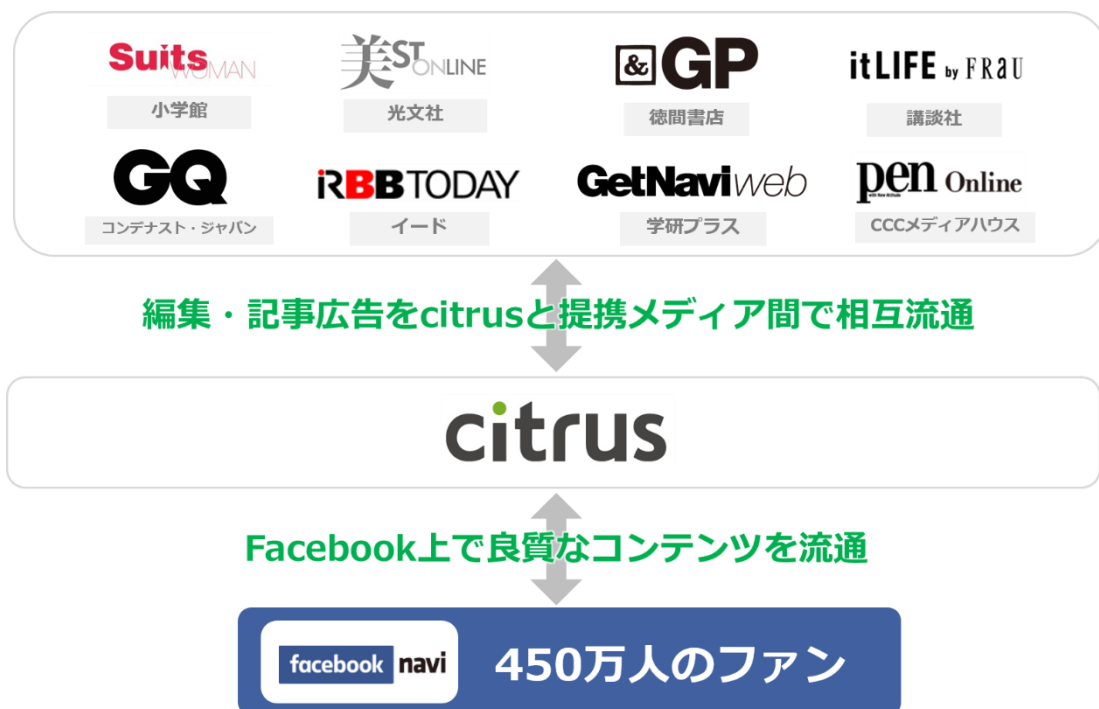 Suits WOMAN
美ST ONLINE
&GP
itLIFE by FRaU
小学館
光文社
徳間書店
講談社
GQ
iRBB TODAY
GetNavi web
pen Online
with New Attitude
コンデナスト・ジャパン
イード
学研プラス
CCCメディアハウス
編集・記事広告をcitrusと提携メディア間で相互流通
citrus
Facebook上で良質なコンテンツを流通
facebook navi
450万人のファン